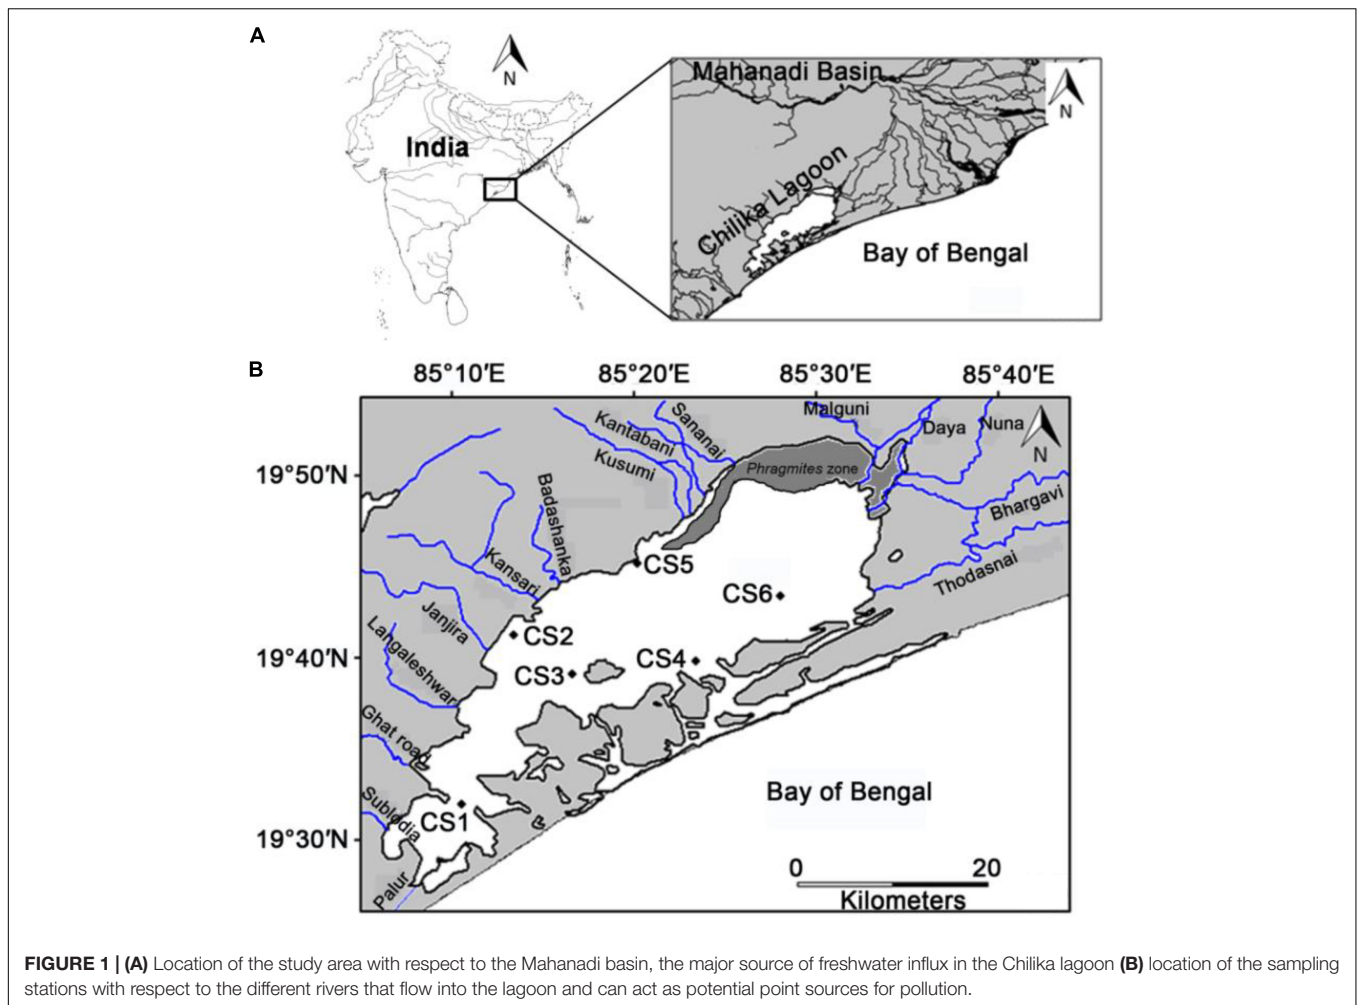 A
N
India
Mahanadi Basin
N
Chilika Lagoon
Bay of Bengal
B
85°10′E 85°20′E 85°30′E 85°40′E
Malguni
Sananai
Kantabani
Daya
Nuna
N
Kusumi
Phragmites zone
19°50′N
Badashanka
Bhargavi
CS5
Kansari
Thodasnai
CS6
Janjira
CS2
Langaleshwar
19°40′N
CS4
CS3
Ghat road
Bay of Bengal
Sublodia
CS1
19°30′N
0 20
Kilometers
Palur
FIGURE 1 | (A) Location of the study area with respect to the Mahanadi basin, the major source of freshwater influx in the Chilika lagoon (B) location of the sampling
stations with respect to the different rivers that flow into the lagoon and can act as potential point sources for pollution.